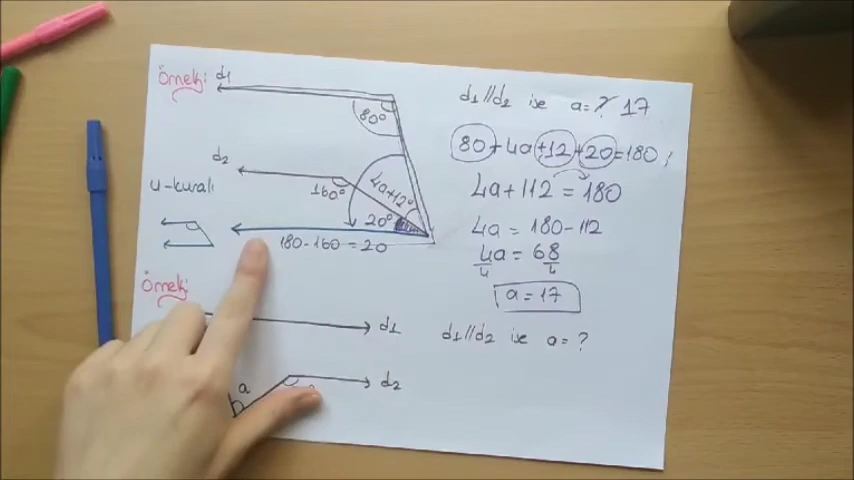 Örnek:
d1
80°
d2
160°
4a+12°
20°
u-kuralı
180-160 = 20
d1//d2 ise a=? 17
80+4a+12+20=180
4a+112 = 180
4a = 180-112
4a = 68
4 4
a=17
Örnek:
d1
d2
a
d1//d2 ise a= ?